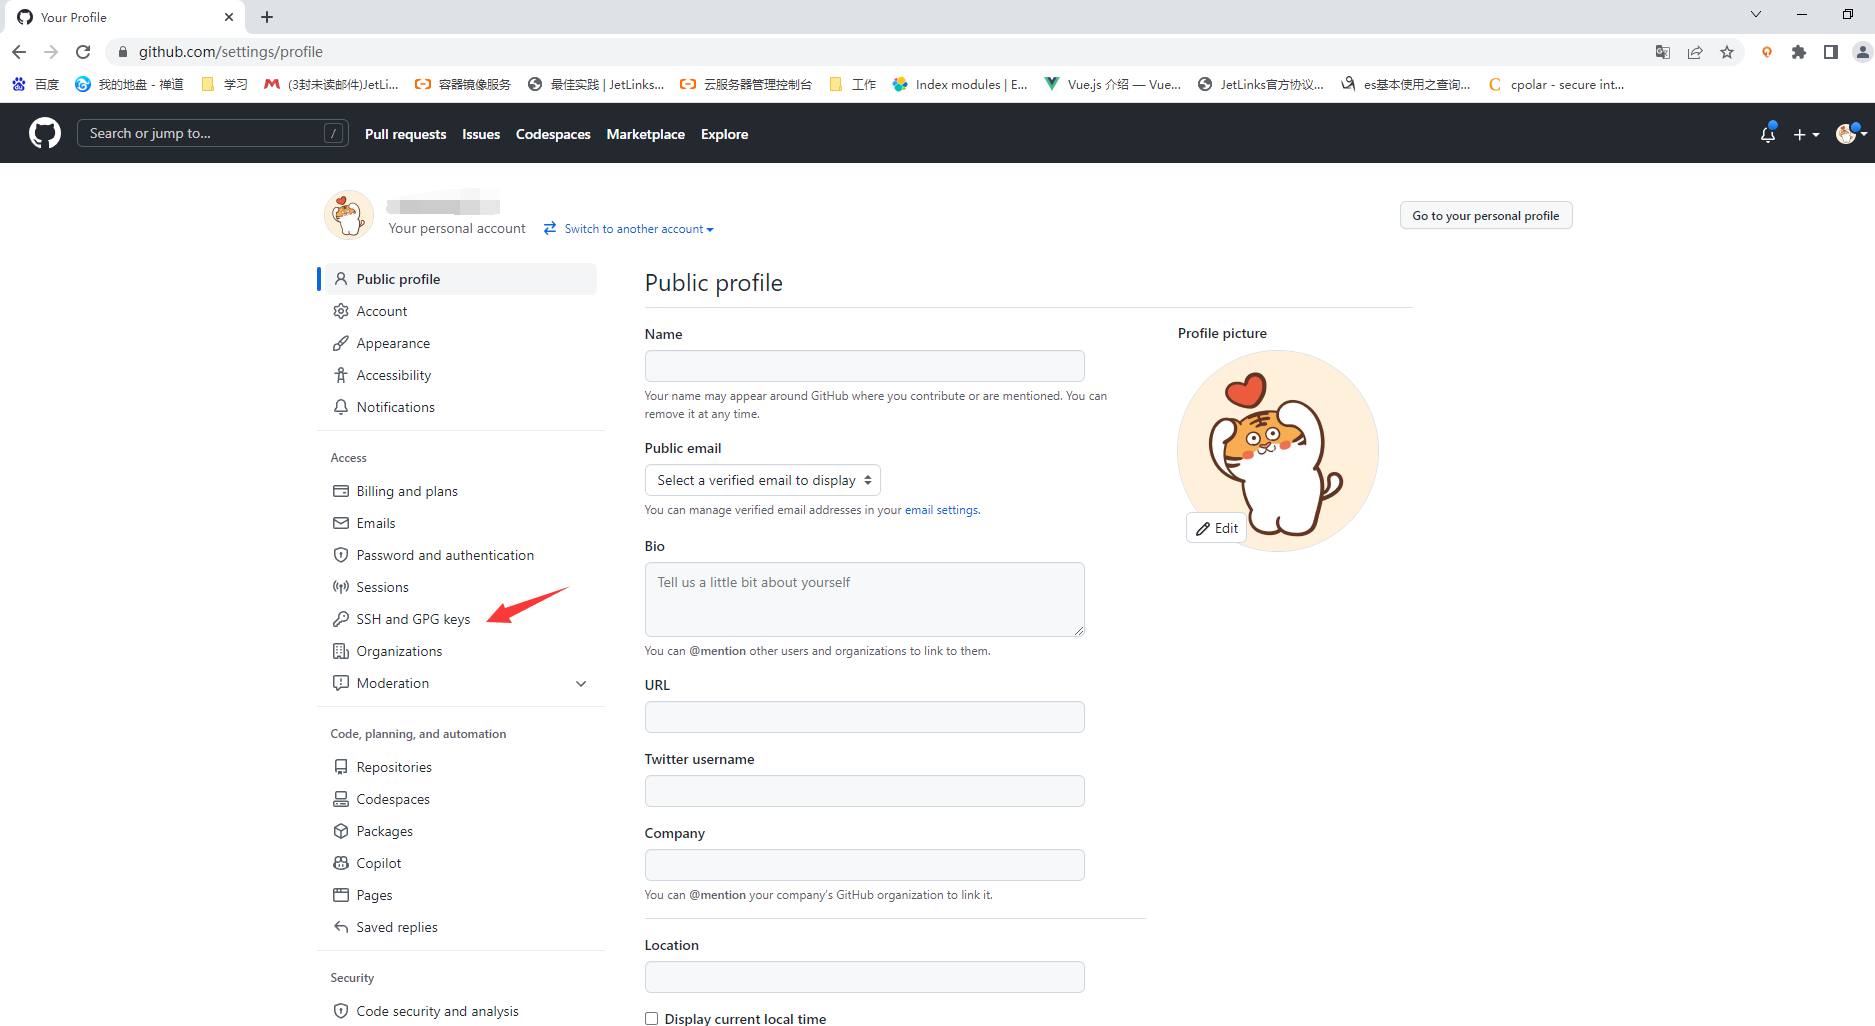 Your Profile
github.com/settings/profile
百度
我的地盘 - 禅道
学习
(3封未读邮件)JetLi...
容器镜像服务
最佳实践 | JetLinks...
云服务器管理控制台
工作
Index modules | E...
Vue.js 介绍 — Vue...
JetLinks官方协议...
es基本使用之查询...
cpolar - secure int...
Search or jump to...
/
Pull requests
Issues
Codespaces
Marketplace
Explore
Your personal account
Switch to another account
Go to your personal profile
Public profile
Account
Appearance
Accessibility
Notifications
Access
Billing and plans
Emails
Password and authentication
Sessions
SSH and GPG keys
Organizations
Moderation
Code, planning, and automation
Repositories
Codespaces
Packages
Copilot
Pages
Saved replies
Security
Code security and analysis
Public profile
Name
Your name may appear around GitHub where you contribute or are mentioned. You can
remove it at any time.
Public email
Select a verified email to display
You can manage verified email addresses in your email settings.
Bio
Tell us a little bit about yourself
You can @mention other users and organizations to link to them.
URL
Twitter username
Company
You can @mention your company's GitHub organization to link it.
Location
Display current local time
Profile picture
Edit